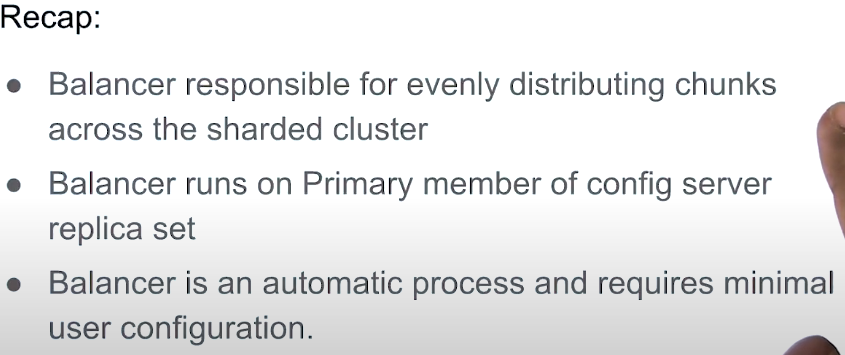 Recap:
● Balancer responsible for evenly distributing chunks
across the sharded cluster
● Balancer runs on Primary member of config server
replica set
● Balancer is an automatic process and requires minimal
user configuration.